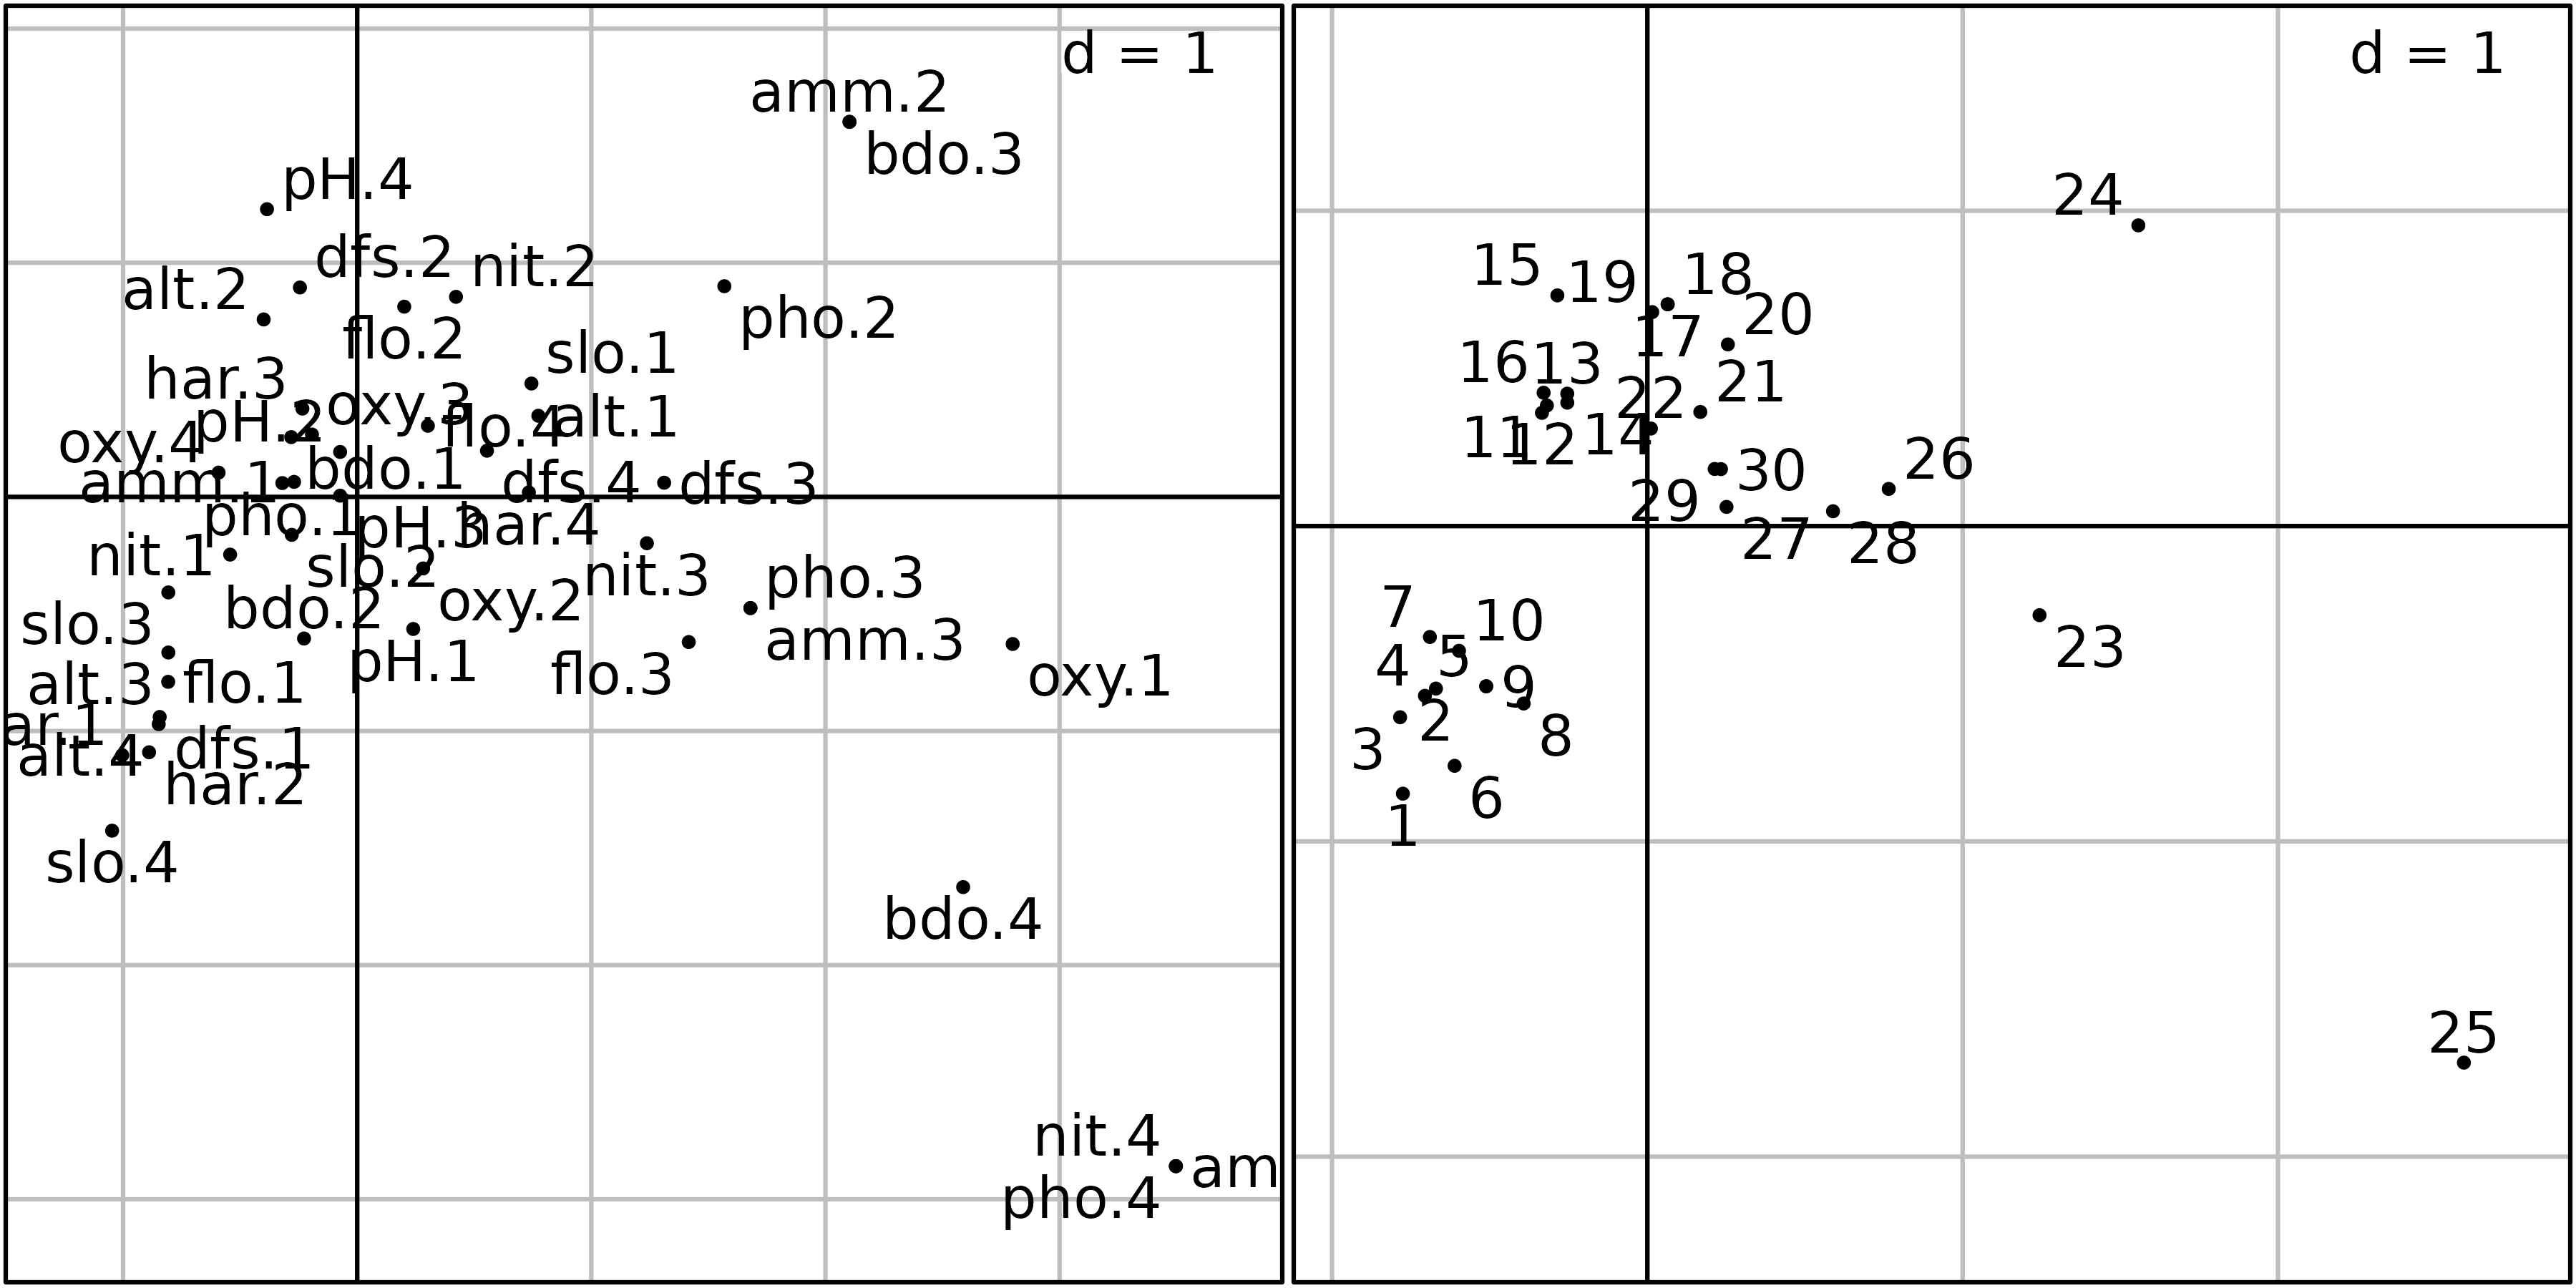 d = 1
amm.2
bdo.3
pH.4
dfs.2
nit.2
alt.2
pho.2
flo.2
slo.1
har.3
oxy.3
pH.2
alt.1
flo.4
oxy.4
bdo.1
amm.1
dfs.4
dfs.3
pho.1
pH.3
har.4
nit.1
slo.2
nit.3
pho.3
bdo.2
oxy.2
slo.3
amm.3
pH.1
flo.3
oxy.1
alt.3
flo.1
ar.1
dfs.1
alt.4
har.2
slo.4
bdo.4
nit.4
am
pho.4
d = 1
24
15
19
18
20
17
16
13
21
22
11
12
14
26
30
29
27
28
7
10
5
4
23
9
2
3
8
6
1
25